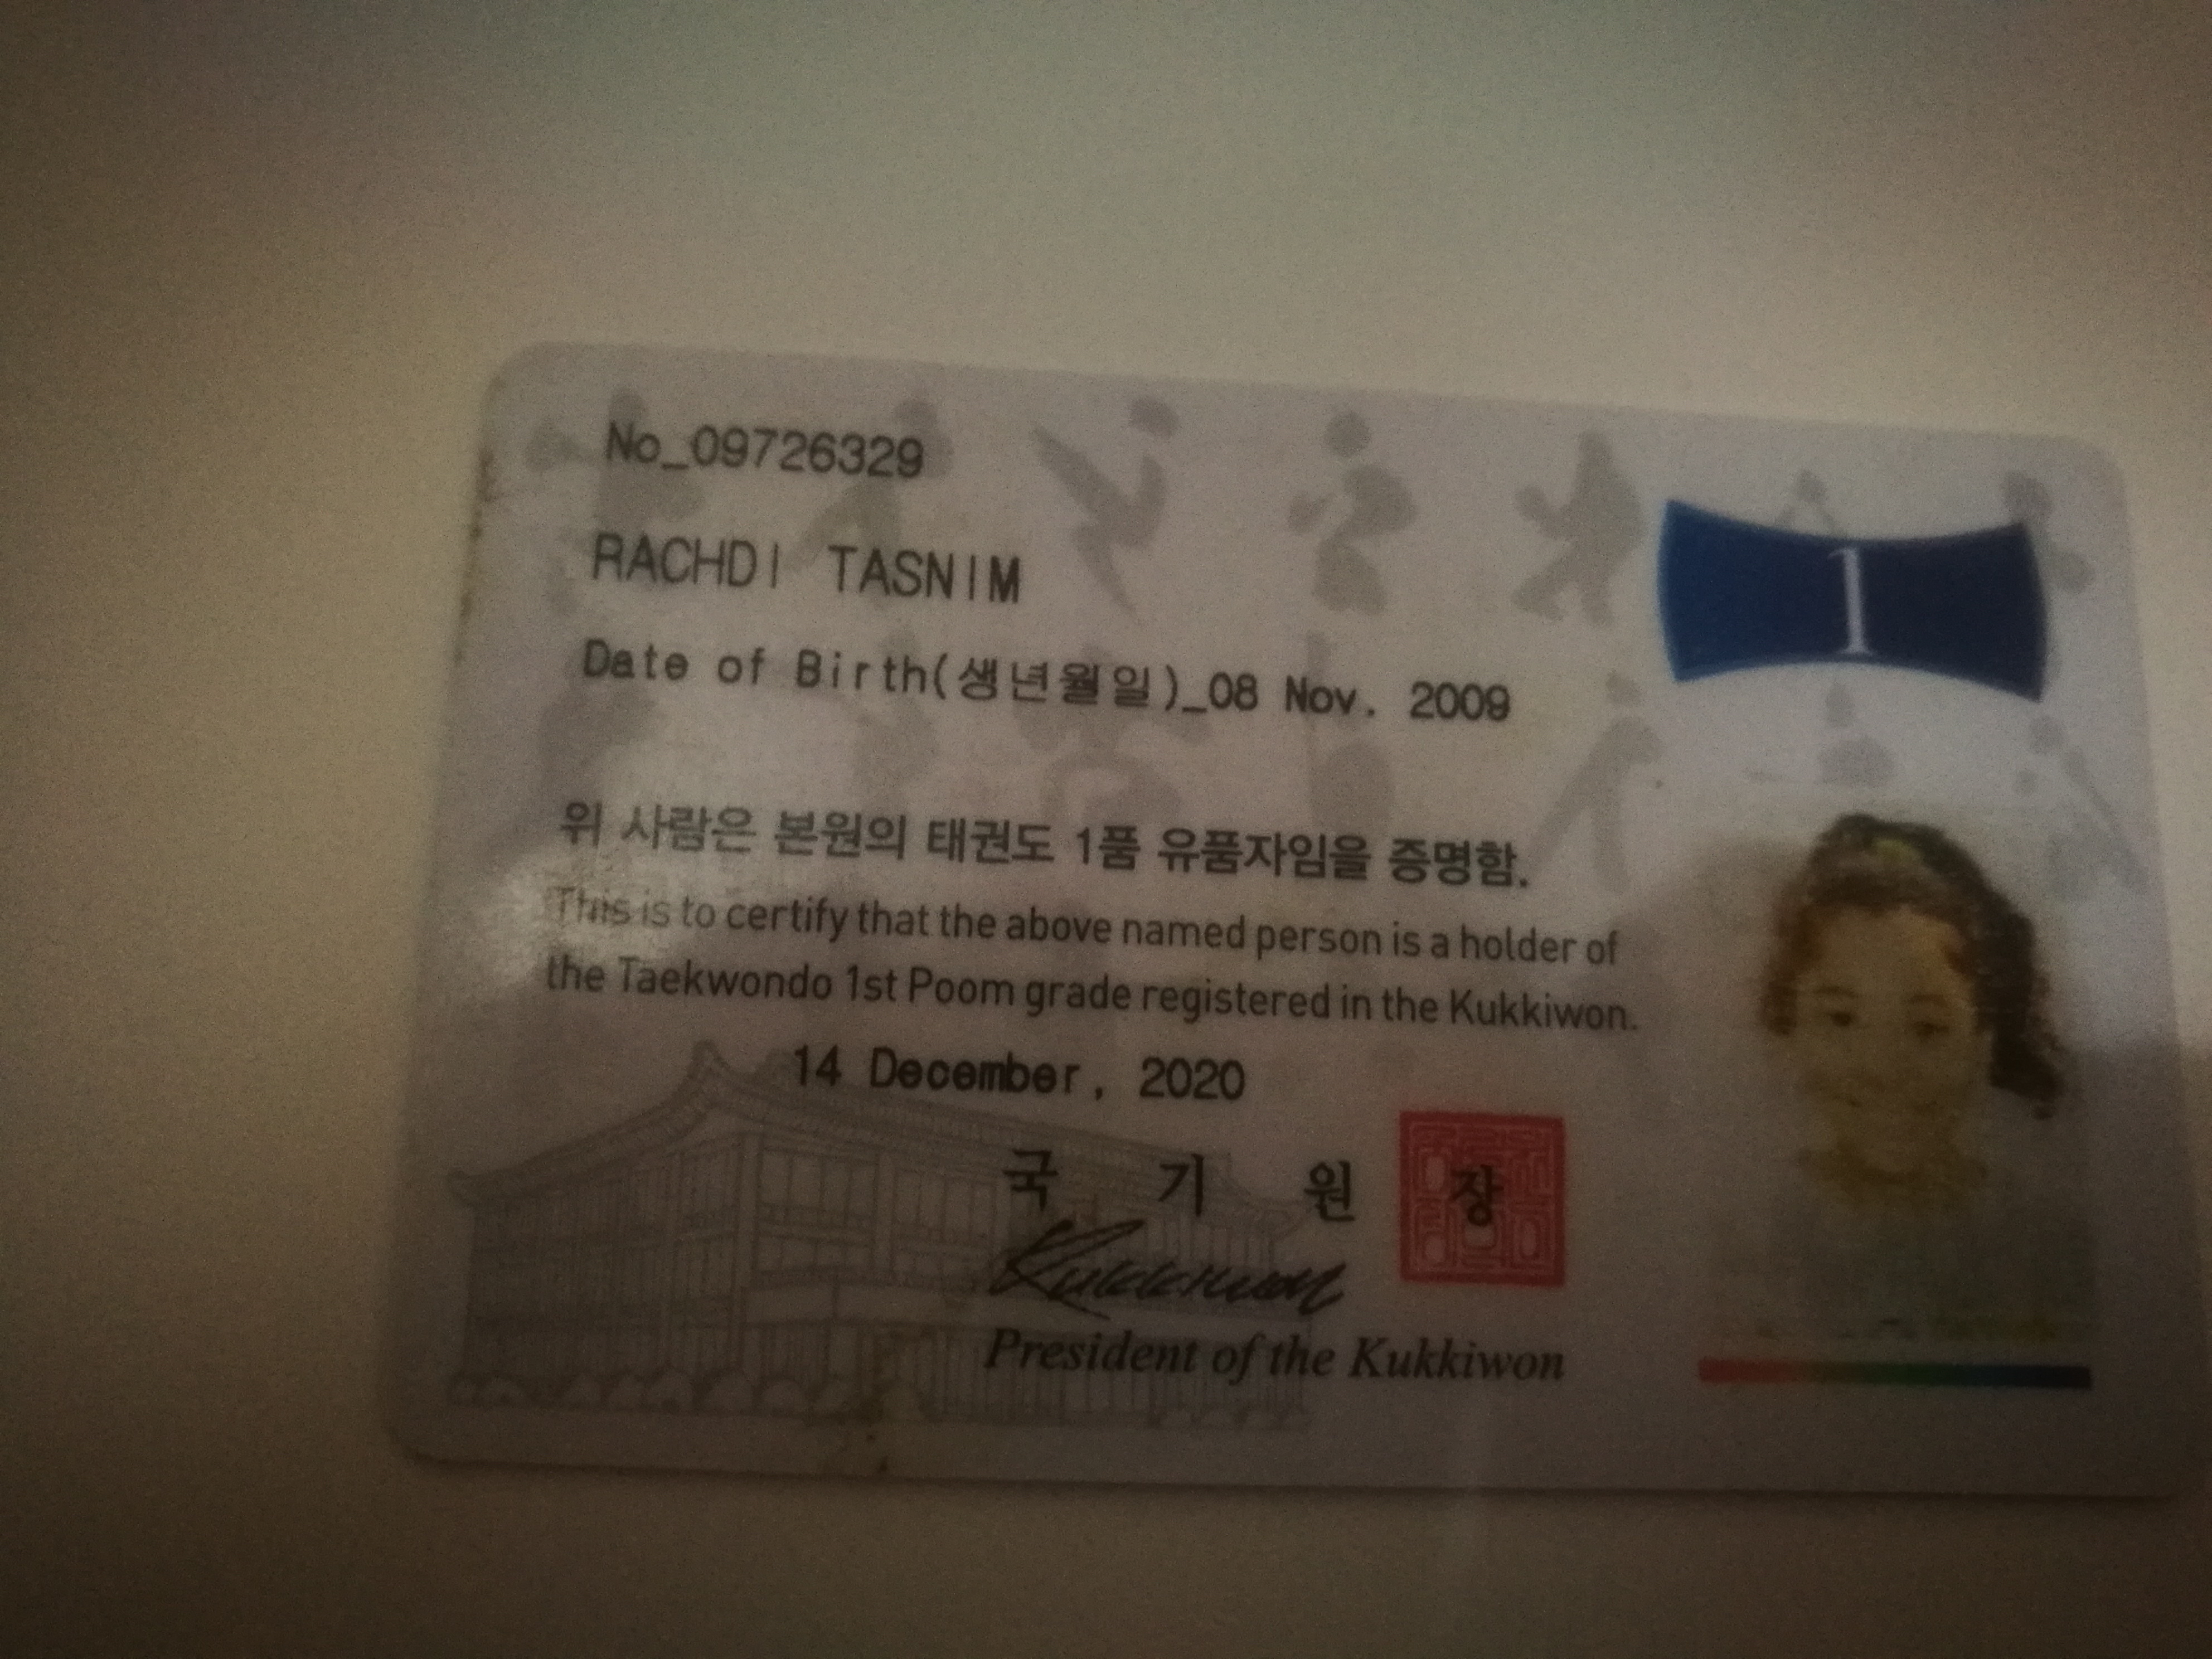 No_09726329
1
RACHDI TASNIM
Date of Birth(생년월일)_08 Nov. 2009
위 사람은 본원의 태권도 1품 유품자임을 증명함.
This is to certify that the above named person is a holder of
the Taekwondo 1st Poom grade registered in the Kukkiwon.
14 December, 2020
국 기 원 장
Kukkiwon
President of the Kukkiwon